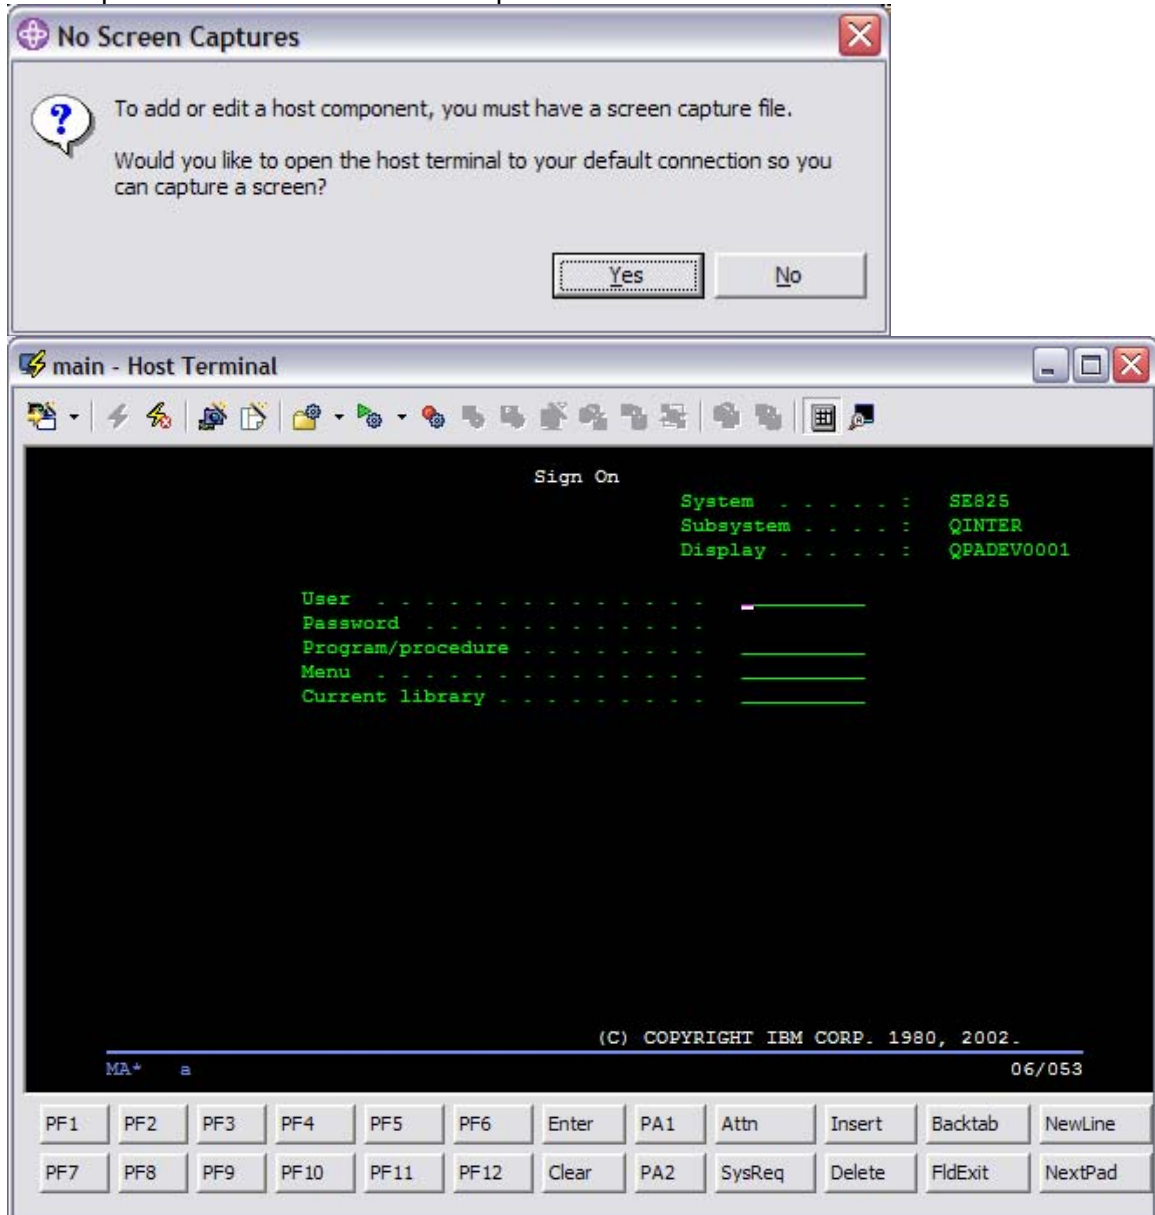 No Screen Captures
To add or edit a host component, you must have a screen capture file.
Would you like to open the host terminal to your default connection so you
can capture a screen?
Yes No
main - Host Terminal
Sign On
System . . . . . : SE825
Subsystem . . . . : QINTER
Display . . . . . : QPADEV0001
User . . . . . . . . . . . . . .
Password . . . . . . . . . . . .
Program/procedure . . . . . . . .
Menu . . . . . . . . . . . . . .
Current library . . . . . . . . .
(C) COPYRIGHT IBM CORP. 1980, 2002.
MA* a 06/053
PF1 PF2 PF3 PF4 PF5 PF6 Enter PA1 Attn Insert Backtab NewLine
PF7 PF8 PF9 PF10 PF11 PF12 Clear PA2 SysReq Delete FldExit NextPad